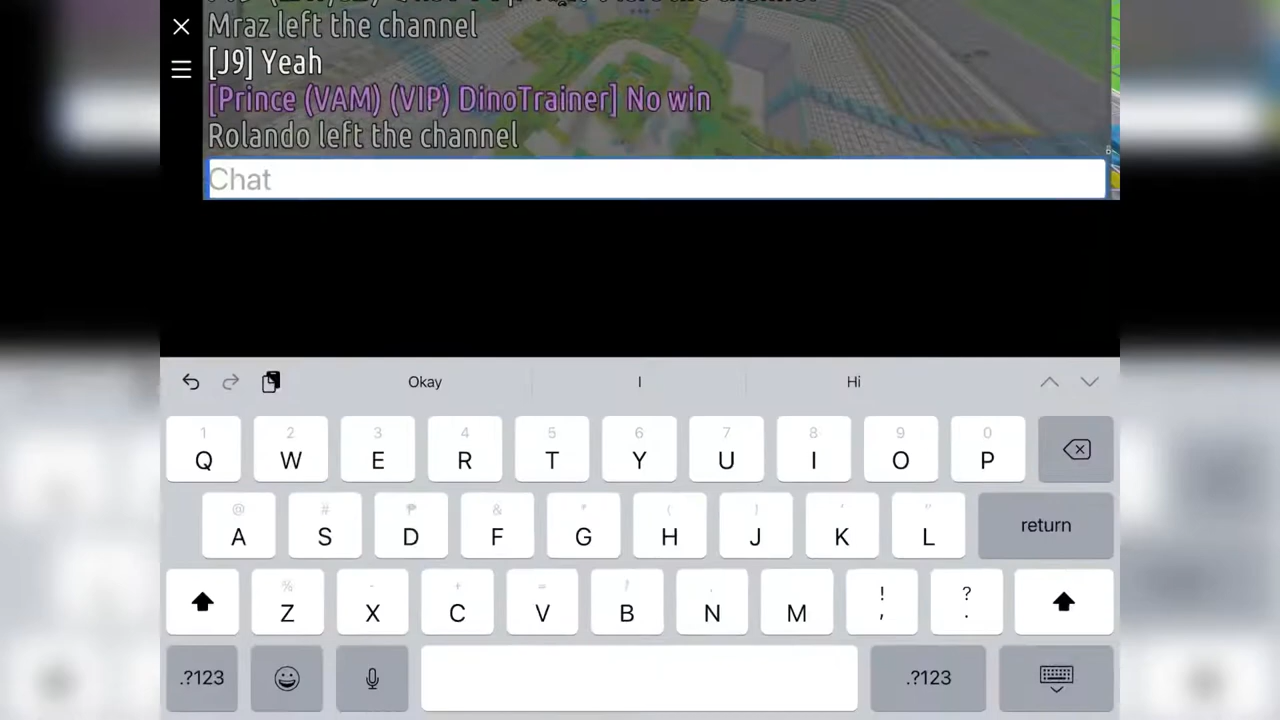 Mraz left the channel
[J9] Yeah
[Prince (VAM) (VIP) DinoTrainer] No win
Rolando left the channel
Chat
Okay I Hi
1 2 3 4 5 6 7 8 9 0
Q W E R T Y U I O P
@ # ₱ & * ( ) ' "
A S D F G H J K L return
% - + = / ,
Z X C V B N M ! , ? .
.?123 .?123